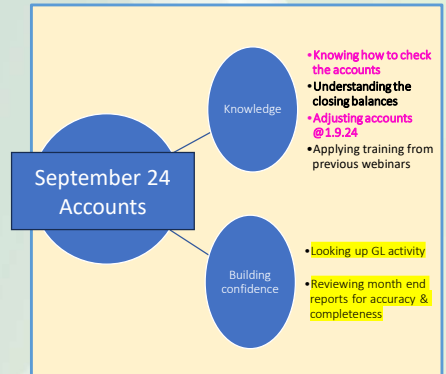 September 24
Accounts
Knowledge
•Knowing how to check
the accounts
•Understanding the
closing balances
•Adjusting accounts
@1.9.24
•Applying training from
previous webinars
Building
confidence
•Looking up GL activity
•Reviewing month end
reports for accuracy &
completeness